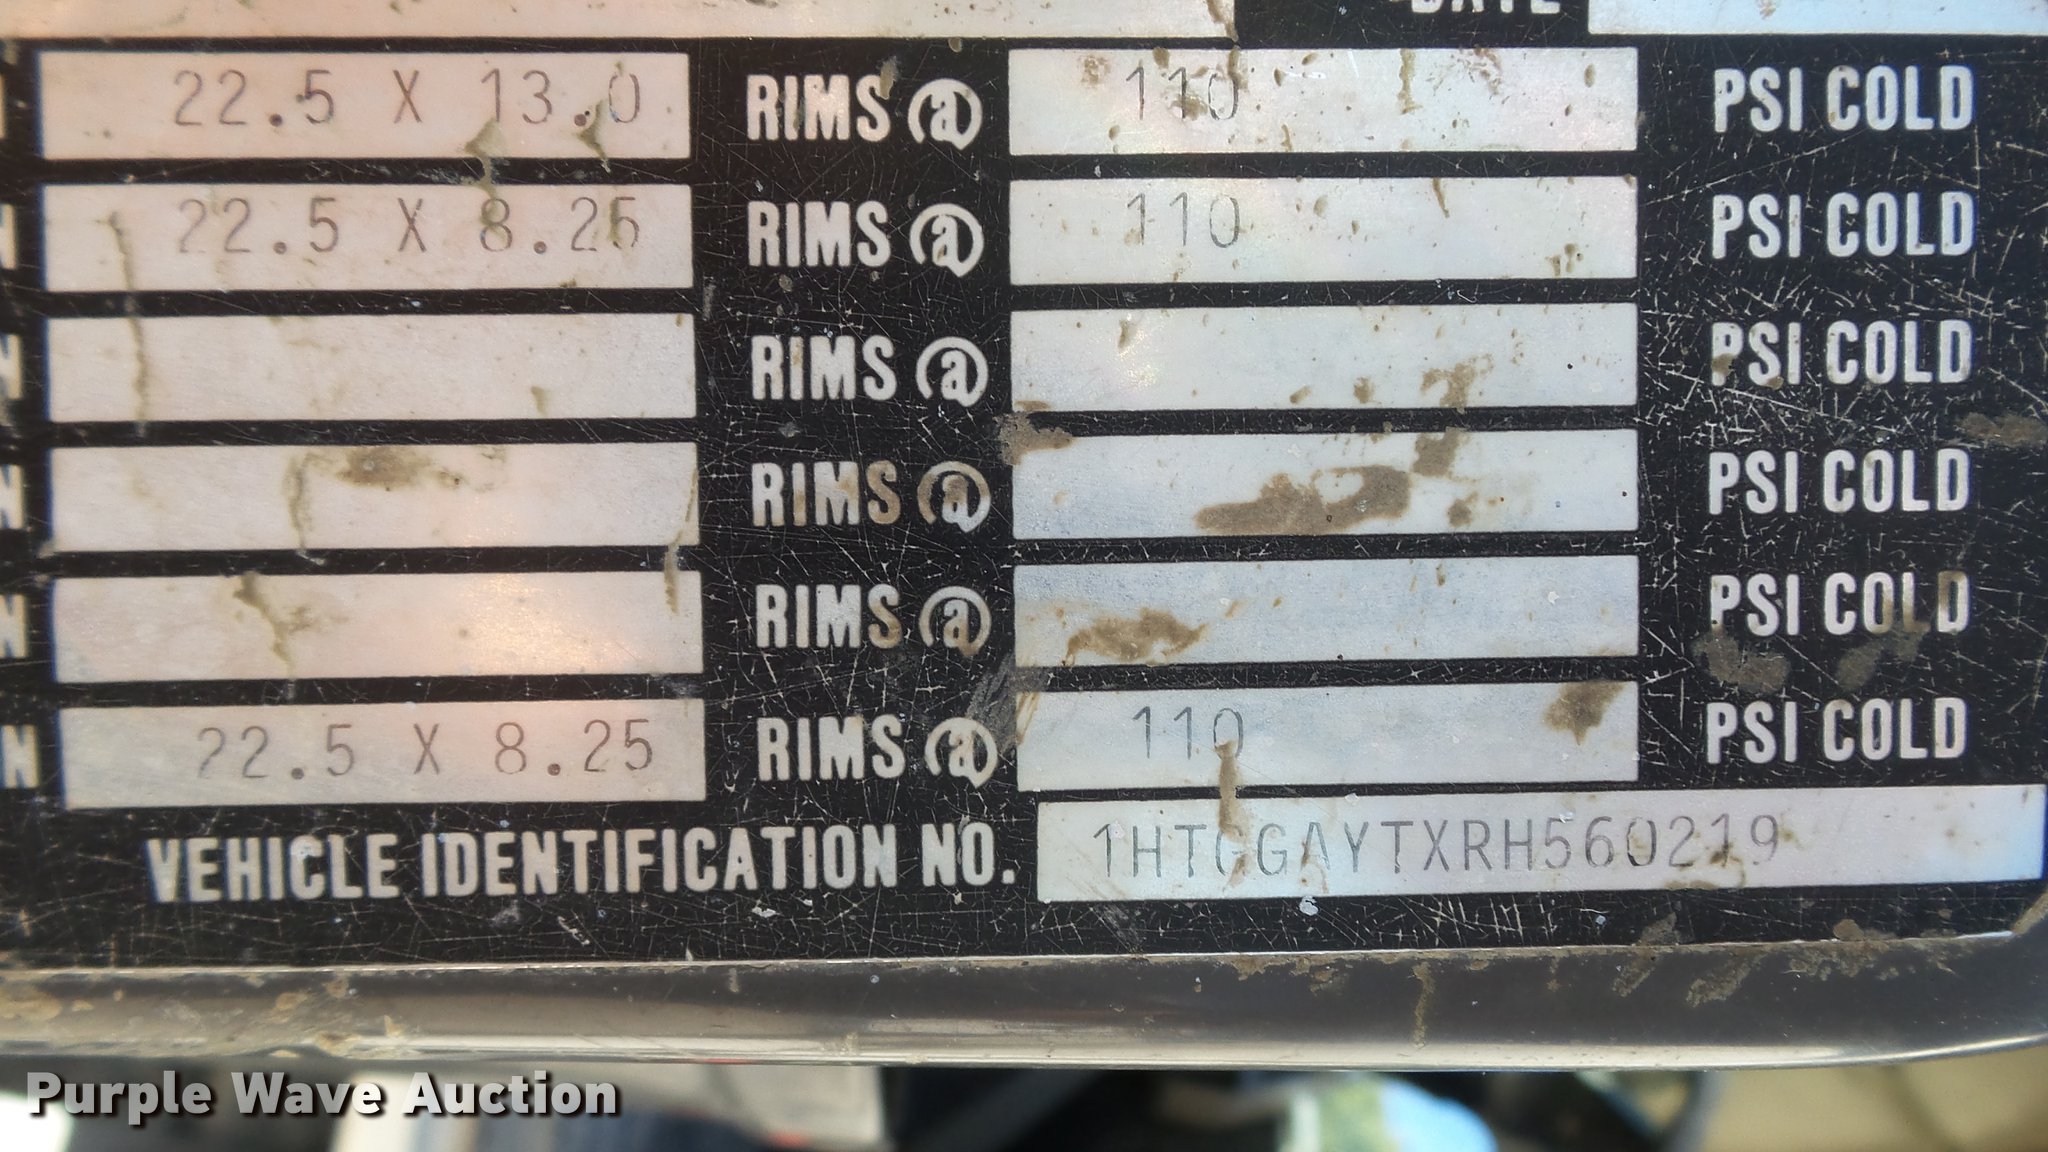 DATE
22.5 X 13.0 RIMS @ 110 PSI COLD
N 22.5 X 8.25 RIMS @ 110 PSI COLD
N RIMS @ PSI COLD
N RIMS @ PSI COLD
N RIMS @ PSI COLD
N 22.5 X 8.25 RIMS @ 110 PSI COLD
VEHICLE IDENTIFICATION NO. 1HTGGAYTXRH560219
Purple Wave Auction